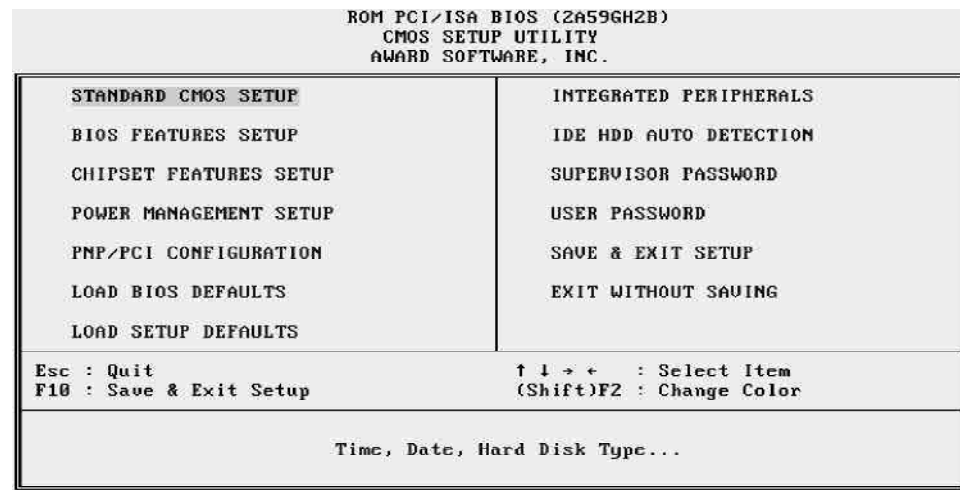 ROM PCI/ISA BIOS (2A59GH2B)
CMOS SETUP UTILITY
AWARD SOFTWARE, INC.
STANDARD CMOS SETUP
BIOS FEATURES SETUP
CHIPSET FEATURES SETUP
POWER MANAGEMENT SETUP
PNP/PCI CONFIGURATION
LOAD BIOS DEFAULTS
LOAD SETUP DEFAULTS
INTEGRATED PERIPHERALS
IDE HDD AUTO DETECTION
SUPERVISOR PASSWORD
USER PASSWORD
SAVE & EXIT SETUP
EXIT WITHOUT SAVING
Esc : Quit
F10 : Save & Exit Setup
↑ ↓ → ← : Select Item
(Shift)F2 : Change Color
Time, Date, Hard Disk Type...